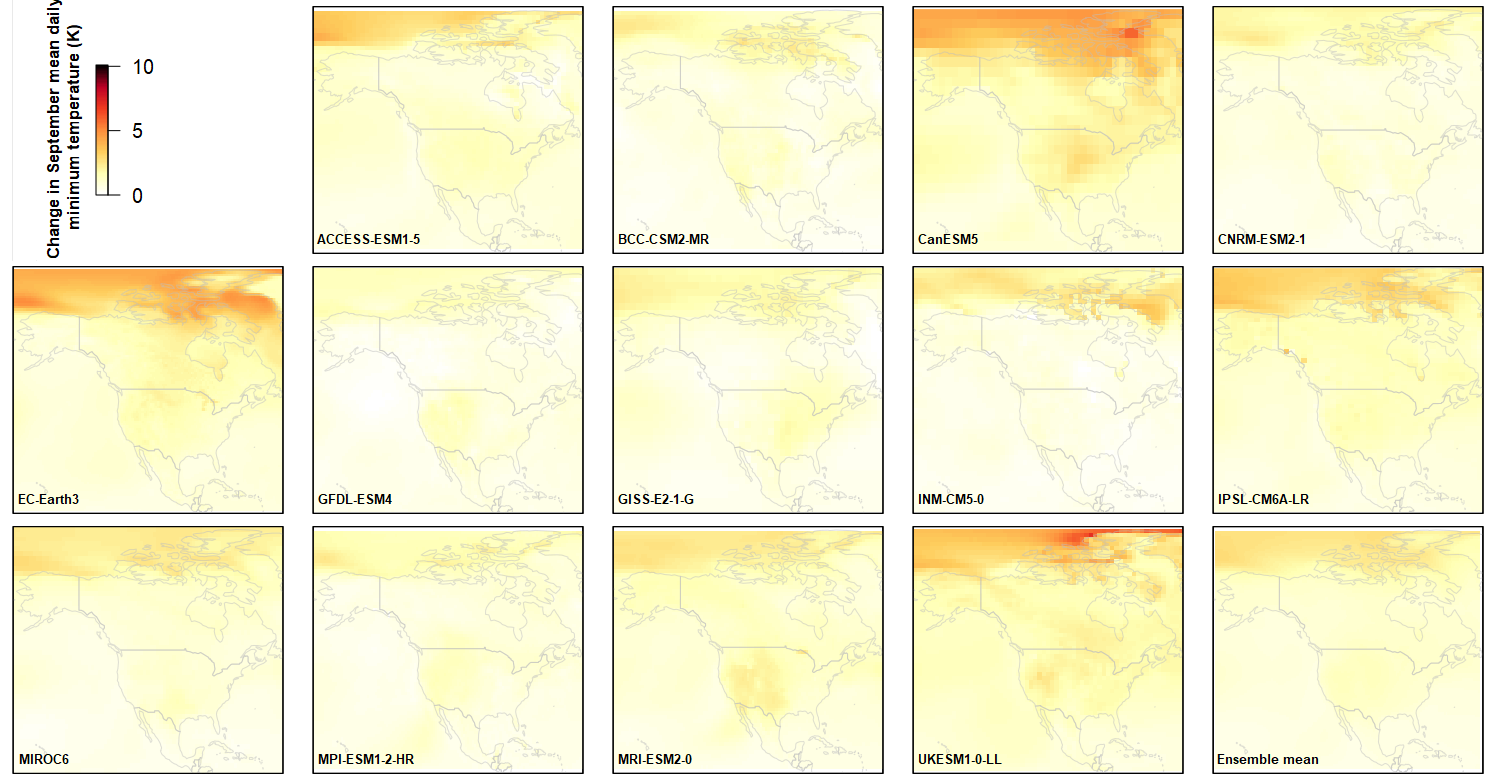 Change in September mean daily
minimum temperature (K)
10
5
0
ACCESS-ESM1-5
BCC-CSM2-MR
CanESM5
CNRM-ESM2-1
EC-Earth3
GFDL-ESM4
GISS-E2-1-G
INM-CM5-0
IPSL-CM6A-LR
MIROC6
MPI-ESM1-2-HR
MRI-ESM2-0
UKESM1-0-LL
Ensemble mean